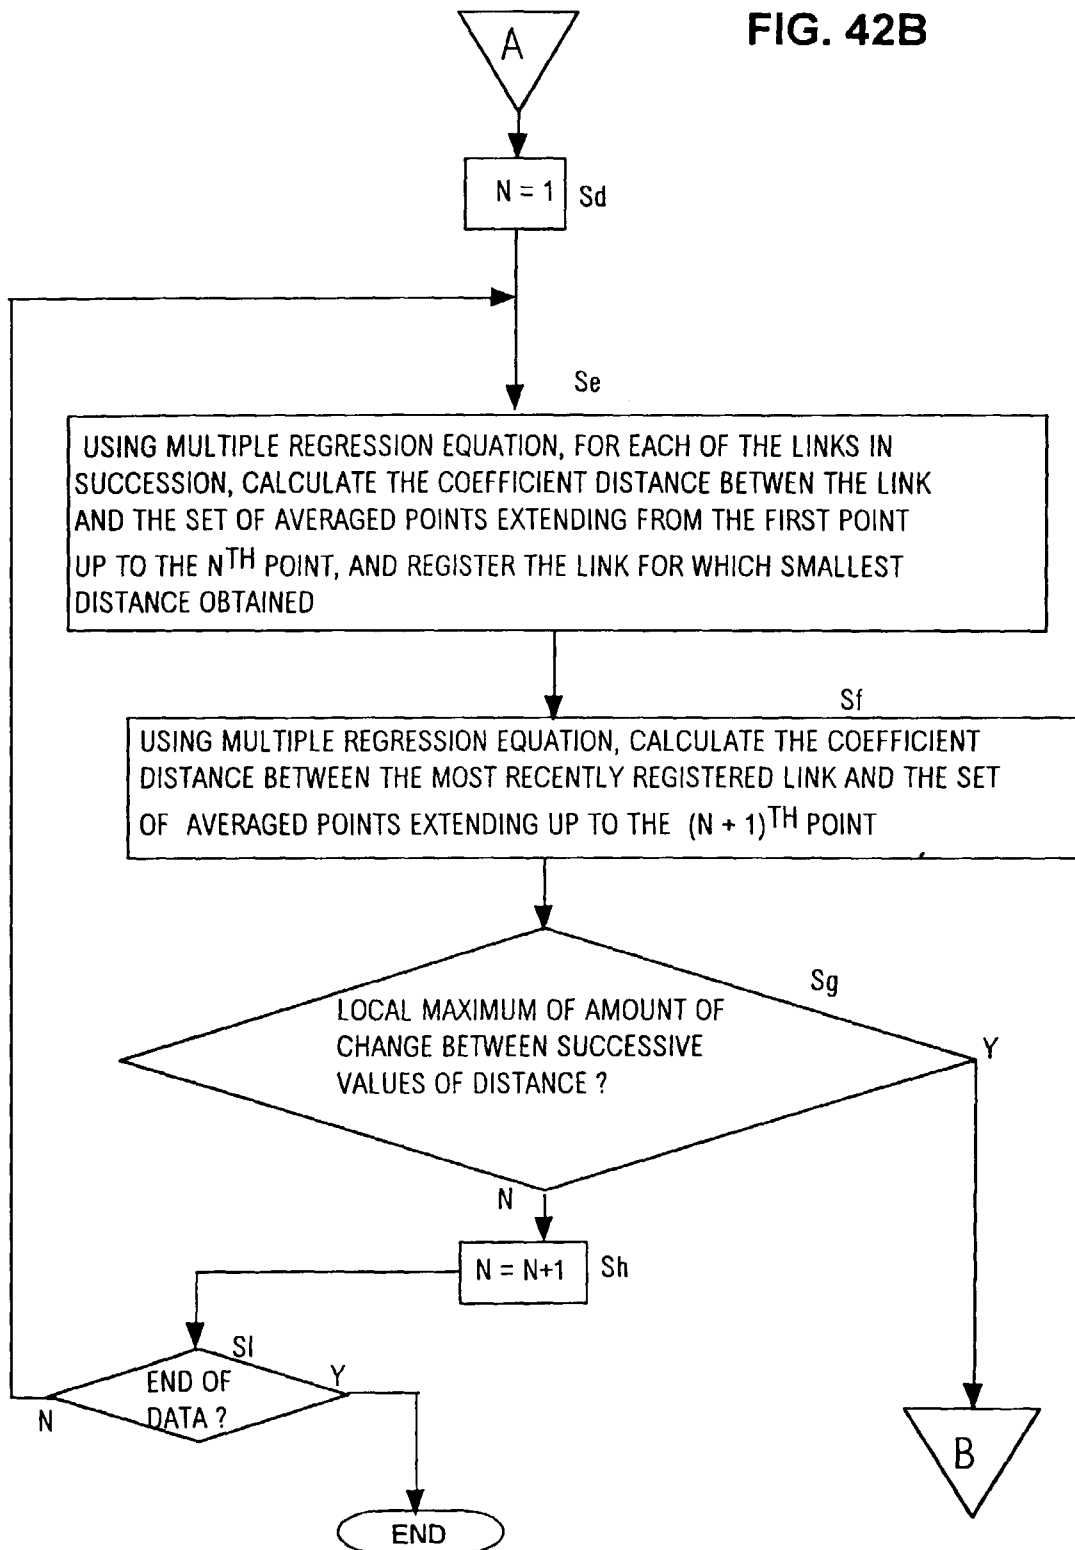 FIG. 42B
A
N = 1
Sd
Se
USING MULTIPLE REGRESSION EQUATION, FOR EACH OF THE LINKS IN
SUCCESSION, CALCULATE THE COEFFICIENT DISTANCE BETWEN THE LINK
AND THE SET OF AVERAGED POINTS EXTENDING FROM THE FIRST POINT
UP TO THE NTH POINT, AND REGISTER THE LINK FOR WHICH SMALLEST
DISTANCE OBTAINED
Sf
USING MULTIPLE REGRESSION EQUATION, CALCULATE THE COEFFICIENT
DISTANCE BETWEEN THE MOST RECENTLY REGISTERED LINK AND THE SET
OF AVERAGED POINTS EXTENDING UP TO THE (N + 1)TH POINT
Sg
LOCAL MAXIMUM OF AMOUNT OF
CHANGE BETWEEN SUCCESSIVE
VALUES OF DISTANCE ?
Y
N
N = N+1
Sh
SI
END OF
DATA ?
Y
N
B
END